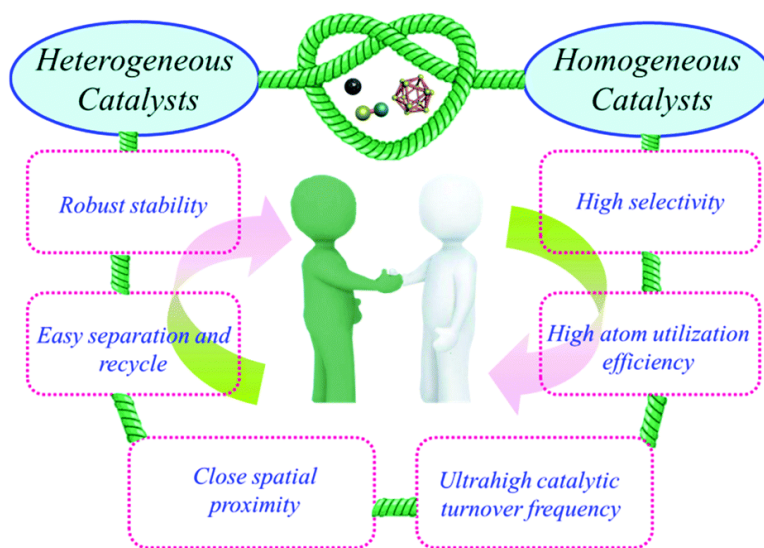 Heterogeneous
Catalysts
Homogeneous
Catalysts
Robust stability
High selectivity
Easy separation and
recycle
High atom utilization
efficiency
Close spatial
proximity
Ultrahigh catalytic
turnover frequency